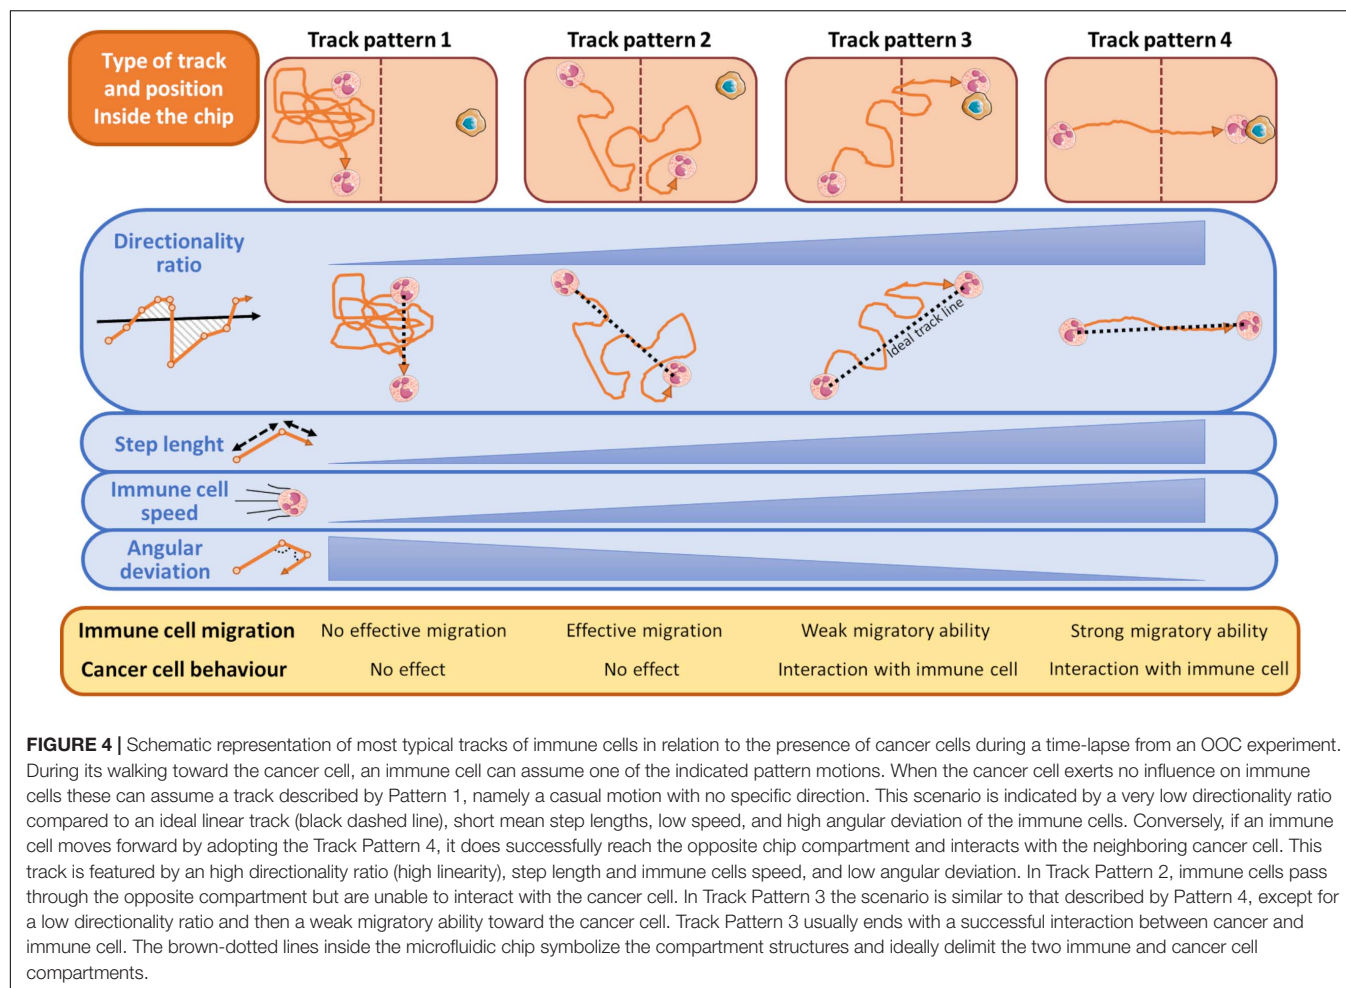 Track pattern 1
Track pattern 2
Track pattern 3
Track pattern 4
Type of track
and position
Inside the chip
Directionality
ratio
Ideal track line
Step lenght
Immune cell
speed
Angular
deviation
Immune cell migration No effective migration Effective migration Weak migratory ability Strong migratory ability
Cancer cell behaviour No effect No effect Interaction with immune cell Interaction with immune cell
FIGURE 4 | Schematic representation of most typical tracks of immune cells in relation to the presence of cancer cells during a time-lapse from an OOC experiment.
During its walking toward the cancer cell, an immune cell can assume one of the indicated pattern motions. When the cancer cell exerts no influence on immune
cells these can assume a track described by Pattern 1, namely a casual motion with no specific direction. This scenario is indicated by a very low directionality ratio
compared to an ideal linear track (black dashed line), short mean step lengths, low speed, and high angular deviation of the immune cells. Conversely, if an immune
cell moves forward by adopting the Track Pattern 4, it does successfully reach the opposite chip compartment and interacts with the neighboring cancer cell. This
track is featured by an high directionality ratio (high linearity), step length and immune cells speed, and low angular deviation. In Track Pattern 2, immune cells pass
through the opposite compartment but are unable to interact with the cancer cell. In Track Pattern 3 the scenario is similar to that described by Pattern 4, except for
a low directionality ratio and then a weak migratory ability toward the cancer cell. Track Pattern 3 usually ends with a successful interaction between cancer and
immune cell. The brown-dotted lines inside the microfluidic chip symbolize the compartment structures and ideally delimit the two immune and cancer cell
compartments.